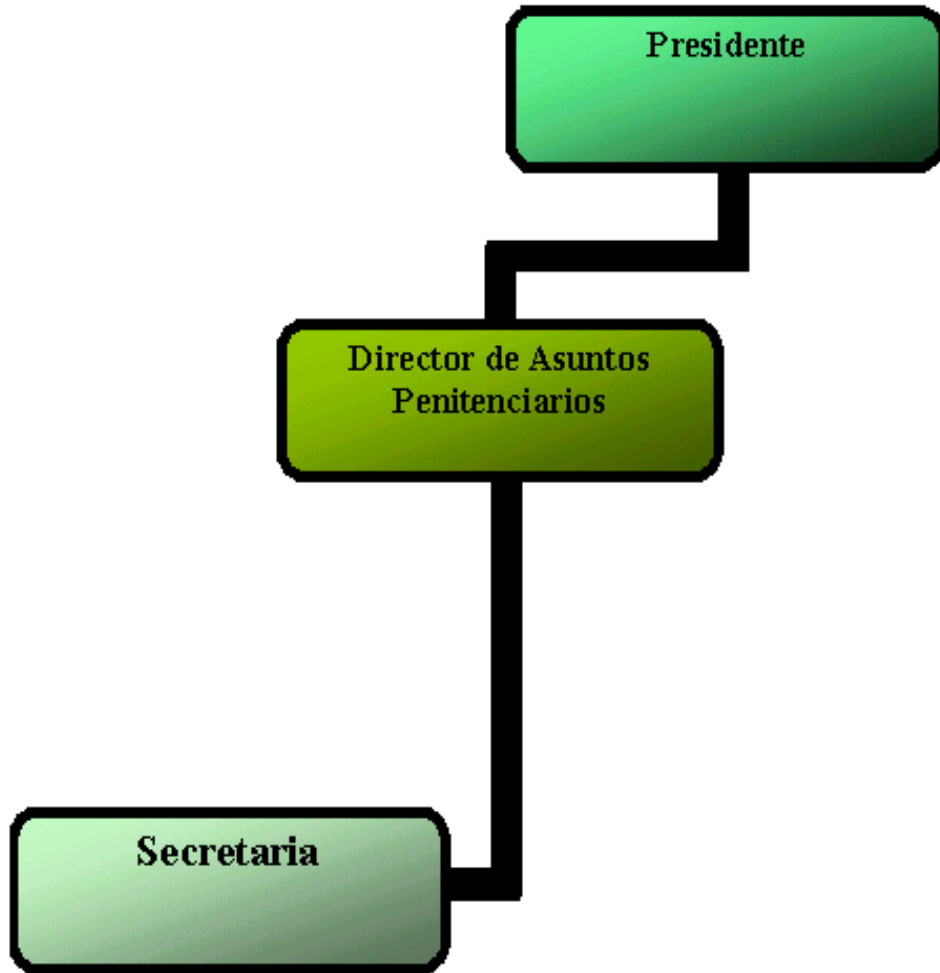 Presidente
Director de Asuntos
Penitenciarios
Secretaria